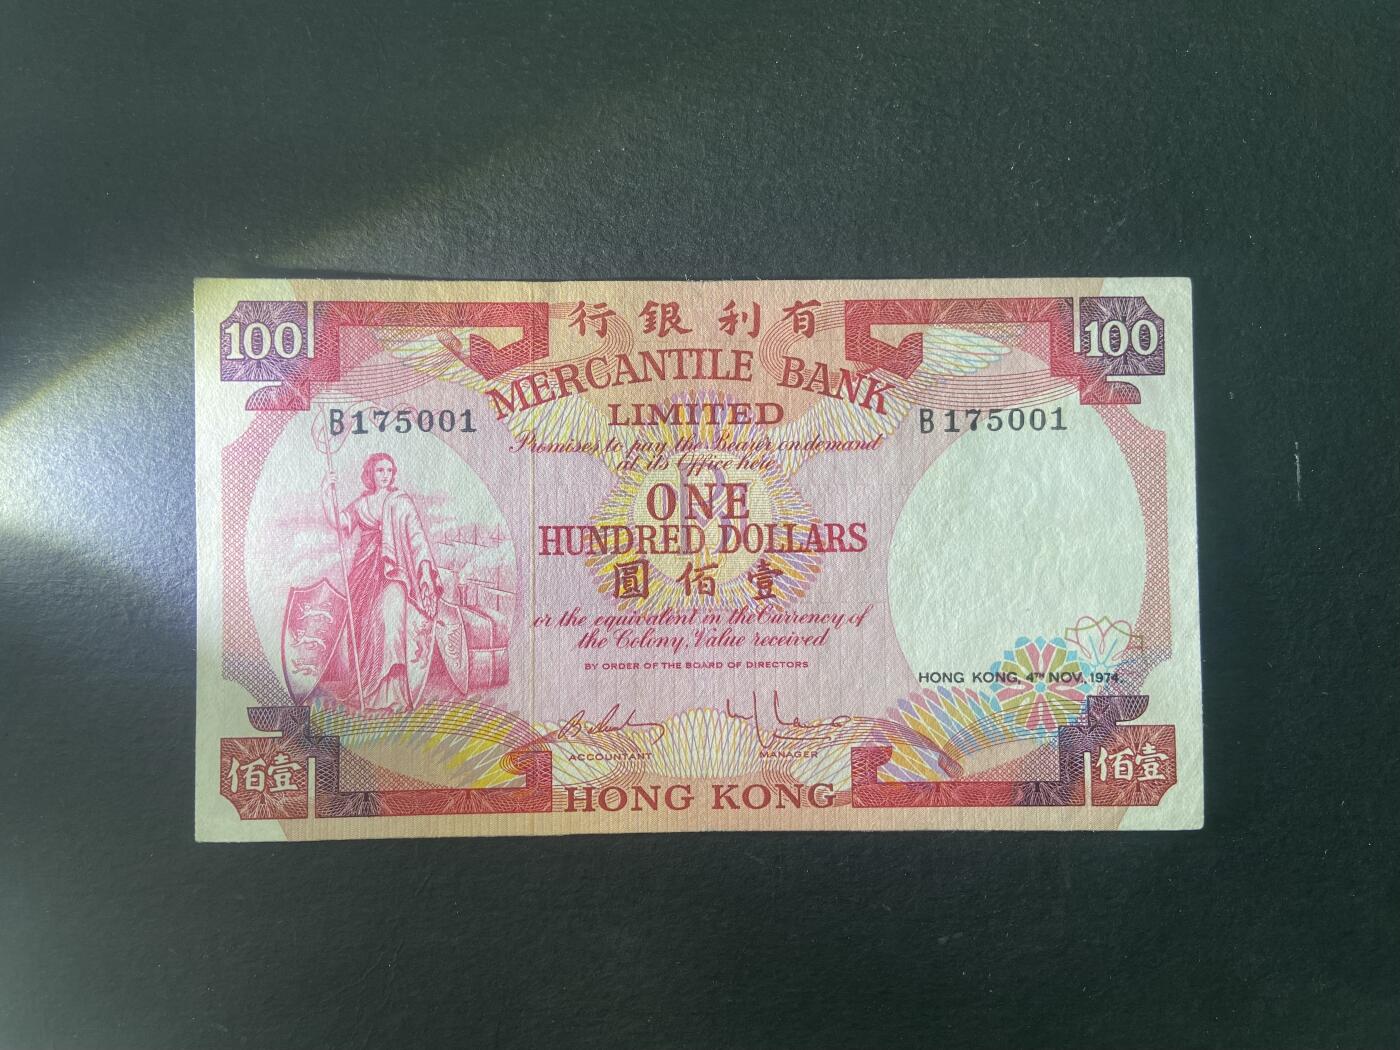 100
行銀利有
100
MERCANTILE BANK
LIMITED
B175001
B175001
Promises to pay the Bearer on demand
at its Office here
ONE
HUNDRED DOLLARS
圓佰壹
or the equivalent in the Currency of
the Colony, Value received
BY ORDER OF THE BOARD OF DIRECTORS
HONG KONG, 4TH NOV. 1974.
ACCOUNTANT
MANAGER
佰壹
HONG KONG
佰壹